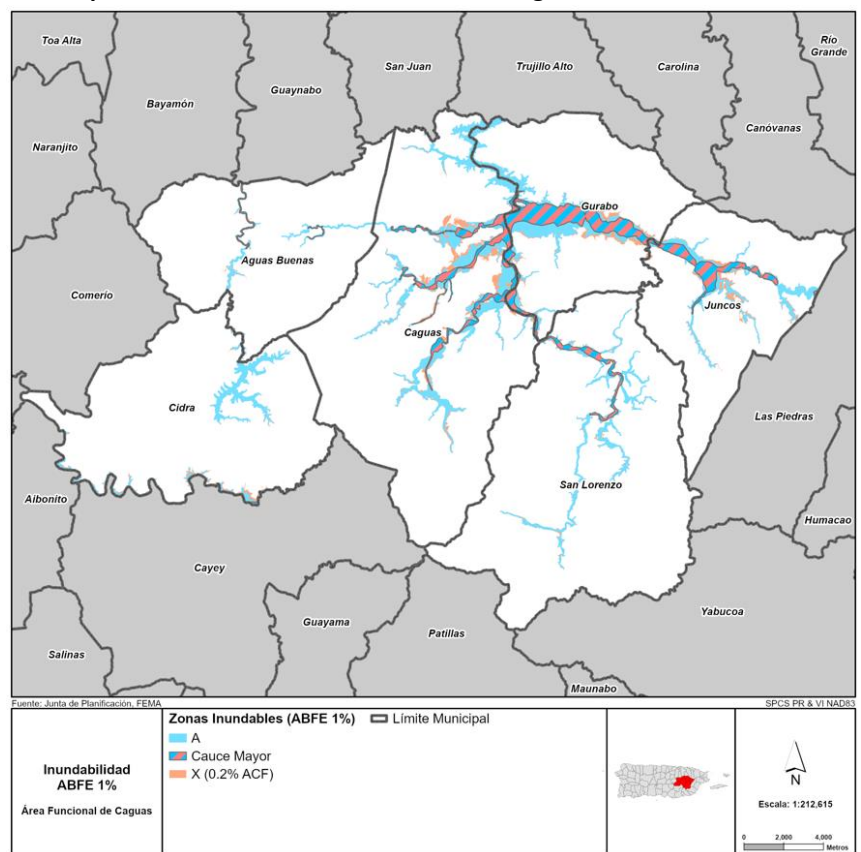 Toa Alta
Bayamón
Guaynabo
San Juan
Trujillo Alto
Carolina
Río
Grande
Naranjito
Canóvanas
Gurabo
Aguas Buenas
Comerío
Juncos
Caguas
Cidra
Las Piedras
San Lorenzo
Aibonito
Humacao
Cayey
Yabucoa
Guayama
Patillas
Salinas
Maunabo
Fuente: Junta de Planificación, FEMA
SPCS PR & VI NAD83
Inundabilidad
ABFE 1%
Área Funcional de Caguas
Zonas Inundables (ABFE 1%)
Límite Municipal
A
Cauce Mayor
X (0.2% ACF)
N
Escala: 1:212,615
0 2,000 4,000
Metros